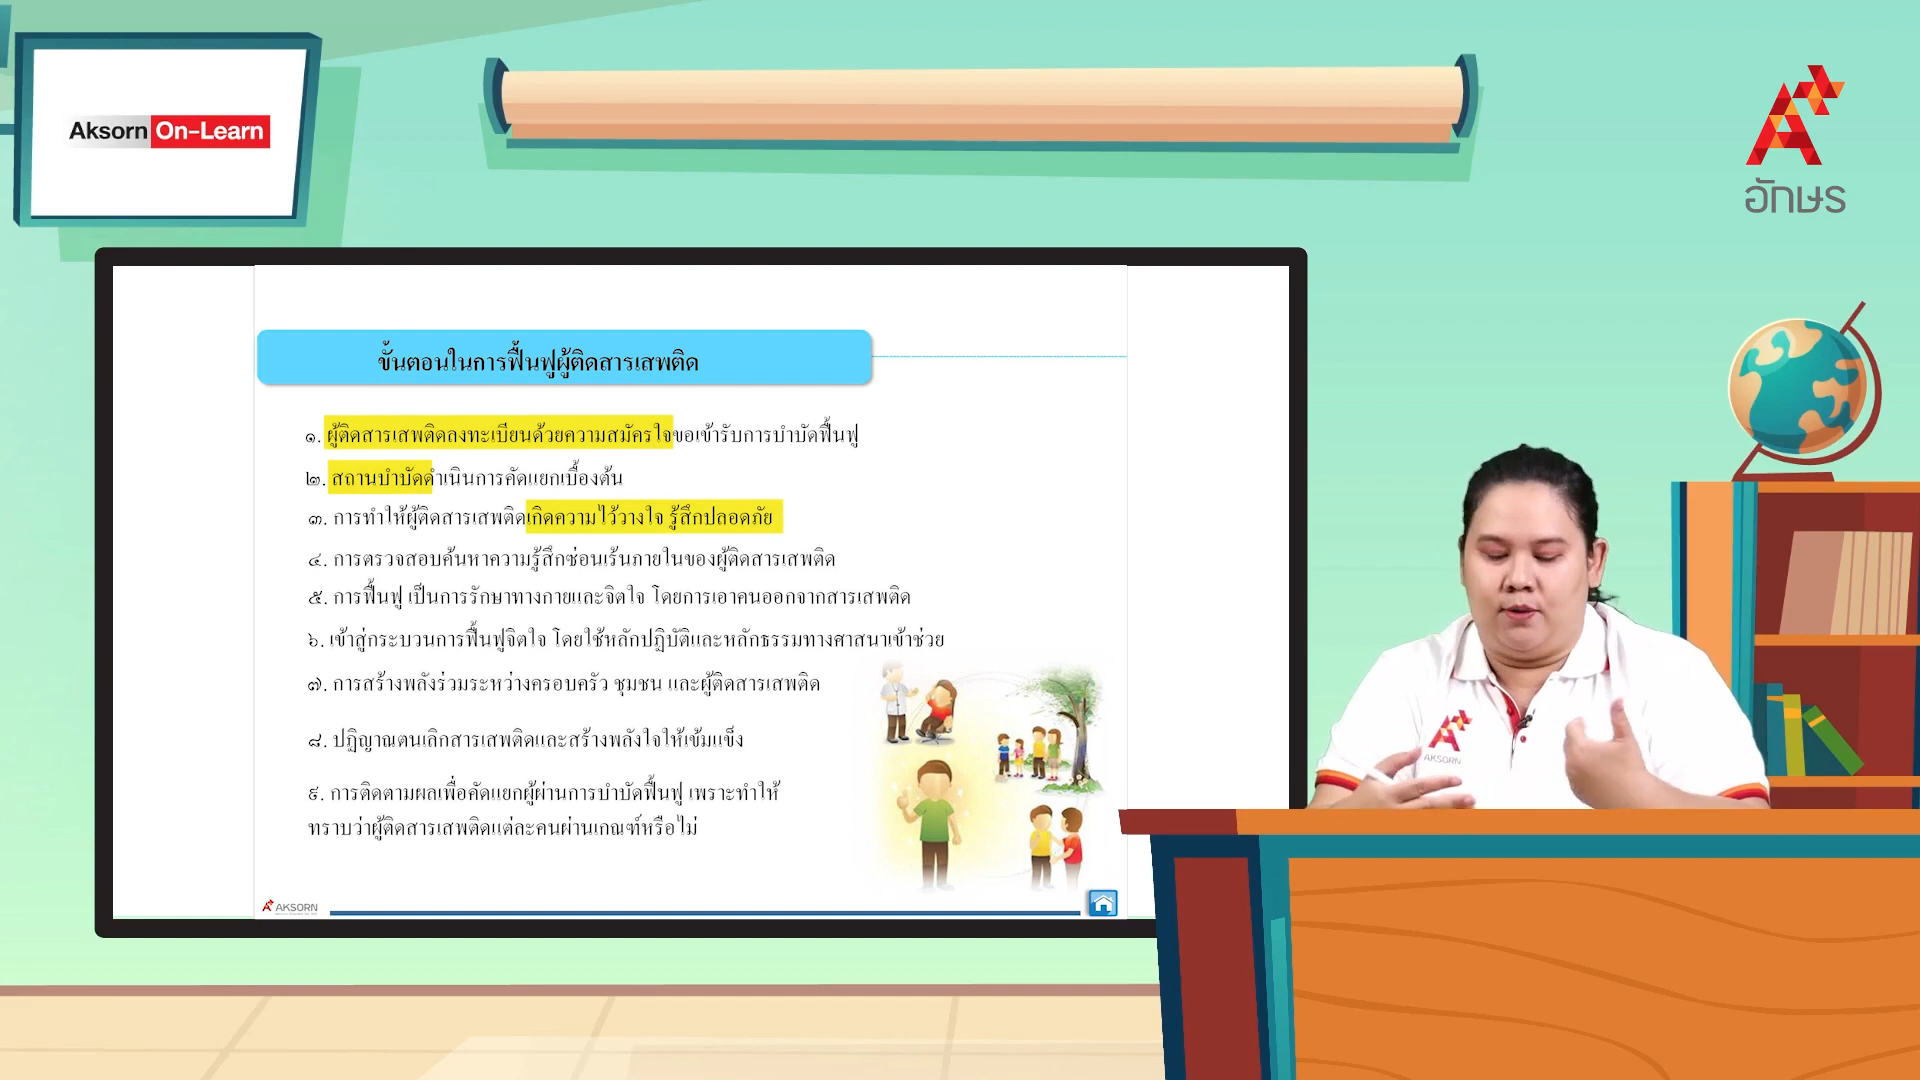 Aksorn On-Learn
อักษร
ขั้นตอนในการฟื้นฟูผู้ติดสารเสพติด
๑. ผู้ติดสารเสพติดลงทะเบียนด้วยความสมัครใจขอเข้ารับการบำบัดฟื้นฟู
๒. สถานบำบัดดำเนินการคัดแยกเบื้องต้น
๓. การทำให้ผู้ติดสารเสพติดเกิดความไว้วางใจ รู้สึกปลอดภัย
๔. การตรวจสอบค้นหาความรู้สึกซ่อนเร้นภายในของผู้ติดสารเสพติด
๕. การฟื้นฟู เป็นการรักษาทางกายและจิตใจ โดยการเอาคนออกจากสารเสพติด
๖. เข้าสู่กระบวนการฟื้นฟูจิตใจ โดยใช้หลักปฏิบัติและหลักธรรมทางศาสนาเข้าช่วย
๗. การสร้างพลังร่วมระหว่างครอบครัว ชุมชน และผู้ติดสารเสพติด
๘. ปฏิญาณตนเลิกสารเสพติดและสร้างพลังใจให้เข้มแข็ง
๙. การติดตามผลเพื่อคัดแยกผู้ผ่านการบำบัดฟื้นฟู เพราะทำให้
ทราบว่าผู้ติดสารเสพติดแต่ละคนผ่านเกณฑ์หรือไม่
AKSORN
AKSORN